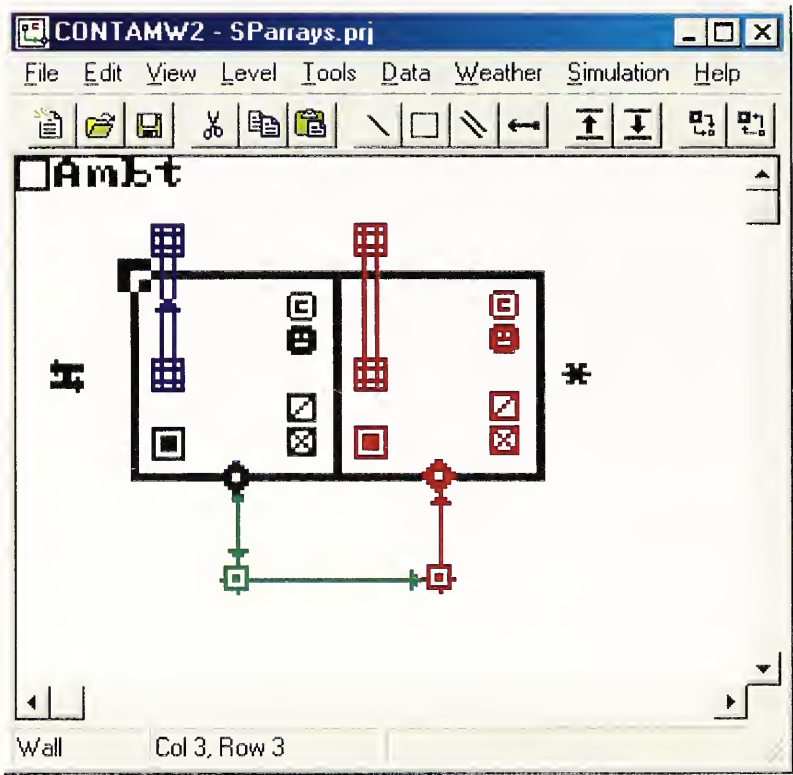 CONTAMW2 - SParrays.prj
File Edit View Level Tools Data Weather Simulation Help
Ambt
Wall Col 3, Row 3